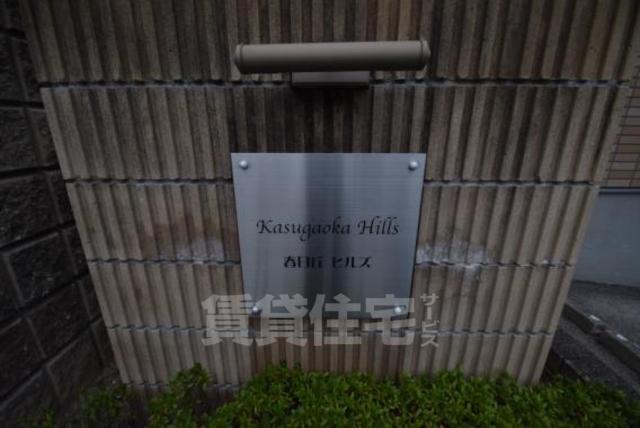 Kasugaoka Hills
春日丘 ヒルズ
賃貸住宅サービス